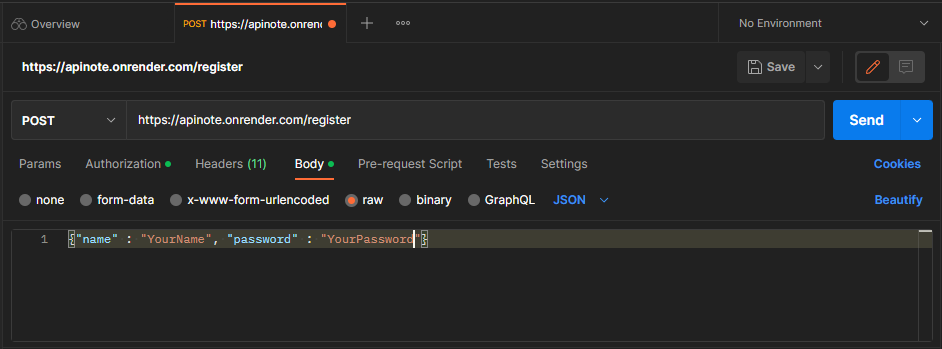 Overview
POST https://apinote.onrender
No Environment
https://apinote.onrender.com/register
Save
POST
https://apinote.onrender.com/register
Send
Params Authorization Headers (11) Body Pre-request Script Tests Settings Cookies
none form-data x-www-form-urlencoded raw binary GraphQL JSON Beautify
1 {"name" : "YourName", "password" : "YourPassword"}